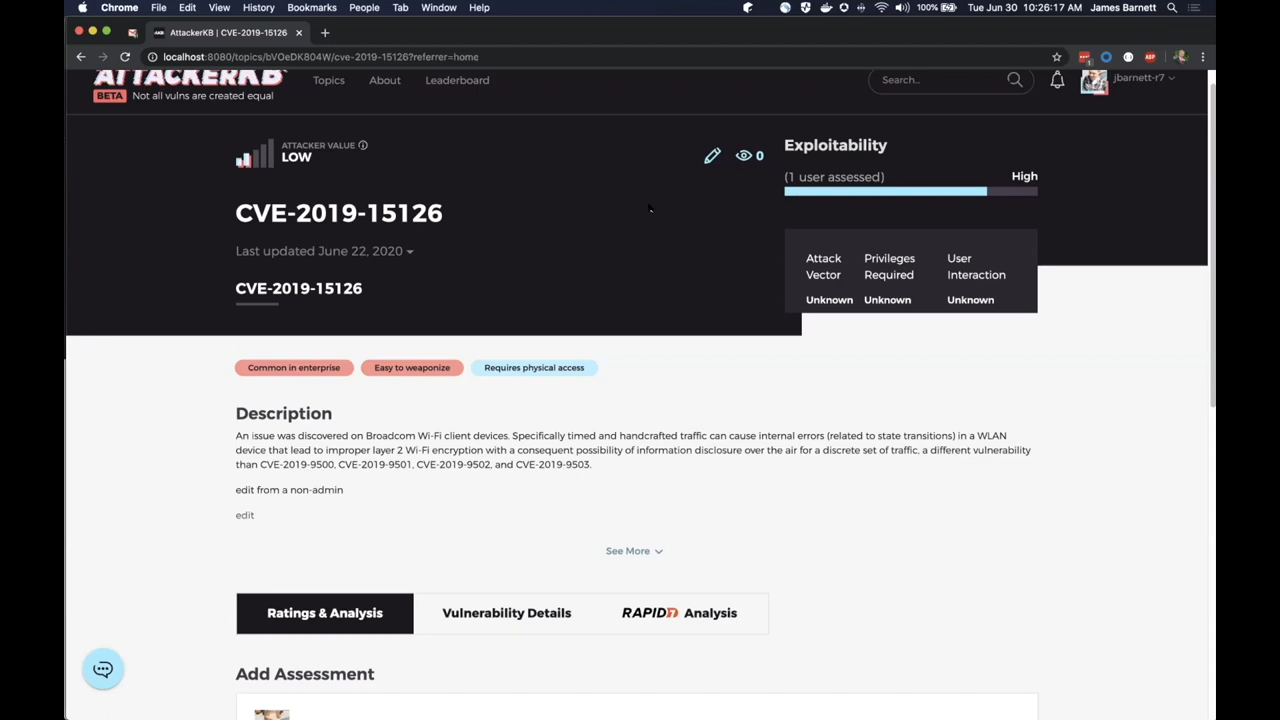 Chrome File Edit View History Bookmarks People Tab Window Help 100% Tue Jun 30 10:26:17 AM James Barnett
AttackerKB | CVE-2019-15126
localhost:8080/topics/bVOeDK804W/cve-2019-15126?referrer=home
ATTACKERKB Topics About Leaderboard Search... jbarnett-r7
BETA Not all vulns are created equal
ATTACKER VALUE
LOW
0
Exploitability
(1 user assessed) High
CVE-2019-15126
Last updated June 22, 2020
CVE-2019-15126
Attack Privileges User
Vector Required Interaction
Unknown Unknown Unknown
Common in enterprise Easy to weaponize Requires physical access
Description
An issue was discovered on Broadcom Wi-Fi client devices. Specifically timed and handcrafted traffic can cause internal errors (related to state transitions) in a WLAN
device that lead to improper layer 2 Wi-Fi encryption with a consequent possibility of information disclosure over the air for a discrete set of traffic, a different vulnerability
than CVE-2019-9500, CVE-2019-9501, CVE-2019-9502, and CVE-2019-9503.
edit from a non-admin
edit
See More
Ratings & Analysis Vulnerability Details RAPID7 Analysis
Add Assessment